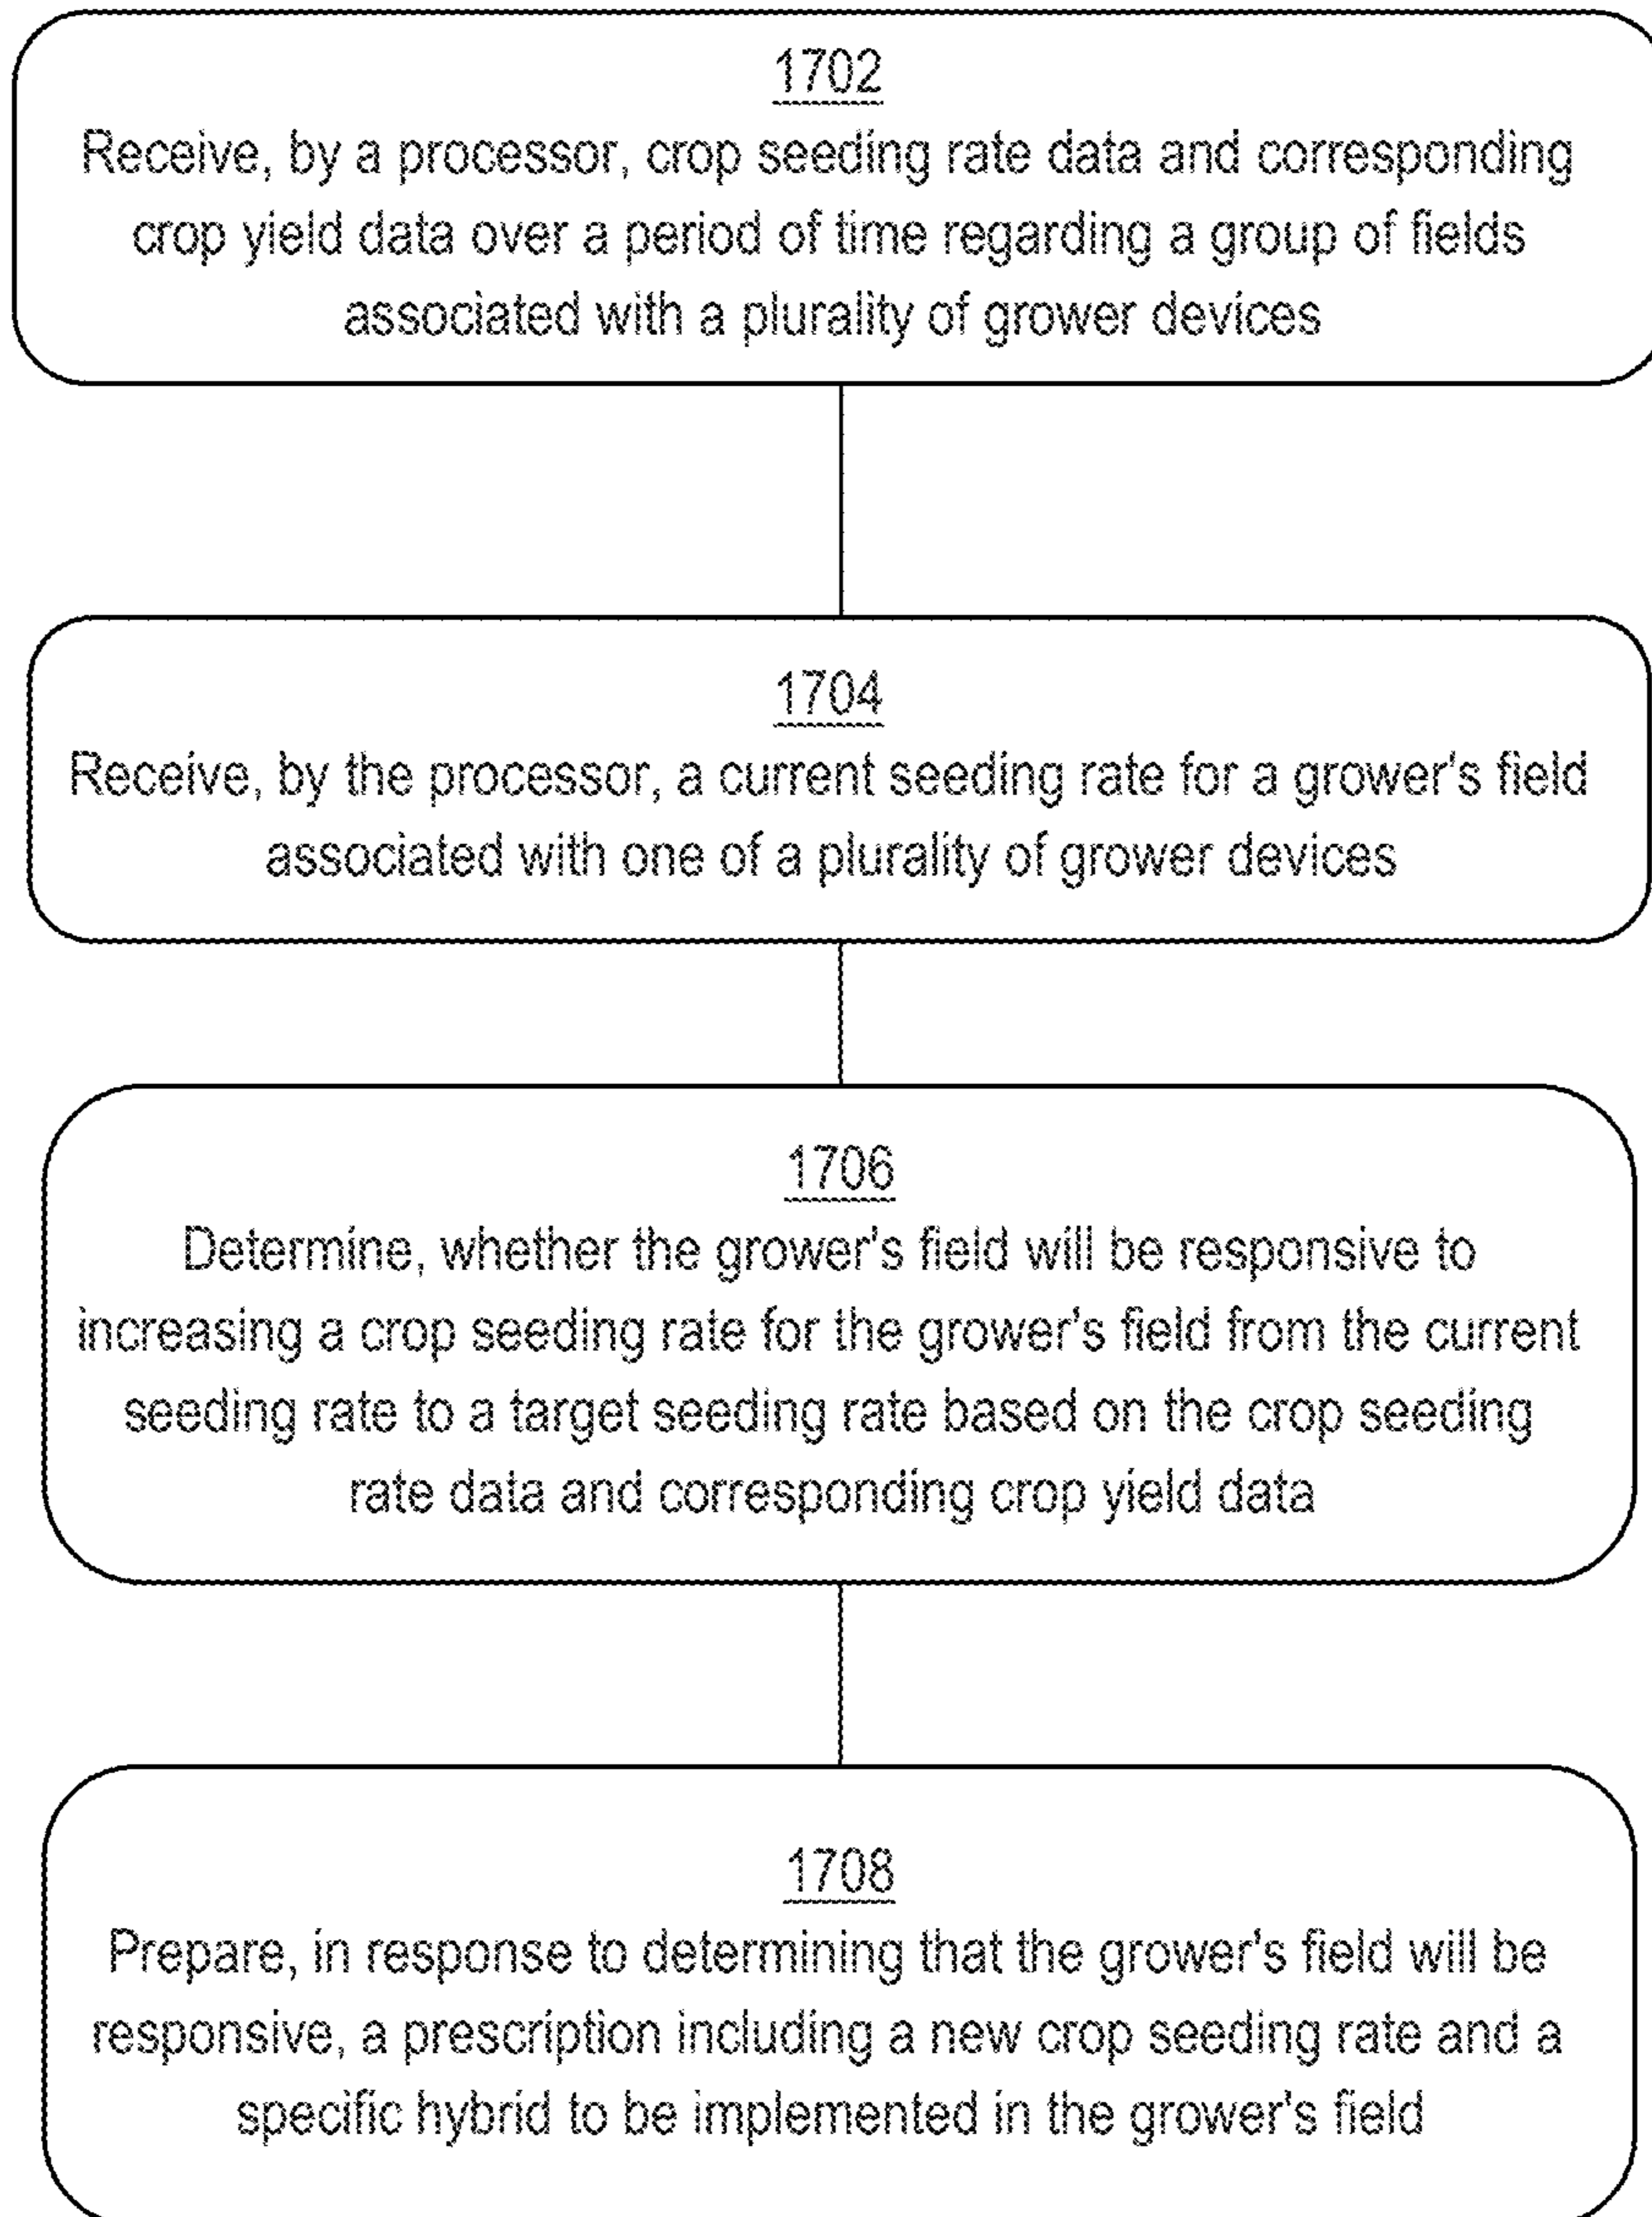 1702
Receive, by a processor, crop seeding rate data and corresponding
crop yield data over a period of time regarding a group of fields
associated with a plurality of grower devices
1704
Receive, by the processor, a current seeding rate for a grower's field
associated with one of a plurality of grower devices
1706
Determine, whether the grower's field will be responsive to
increasing a crop seeding rate for the grower's field from the current
seeding rate to a target seeding rate based on the crop seeding
rate data and corresponding crop yield data
1708
Prepare, in response to determining that the grower's field will be
responsive, a prescription including a new crop seeding rate and a
specific hybrid to be implemented in the grower's field